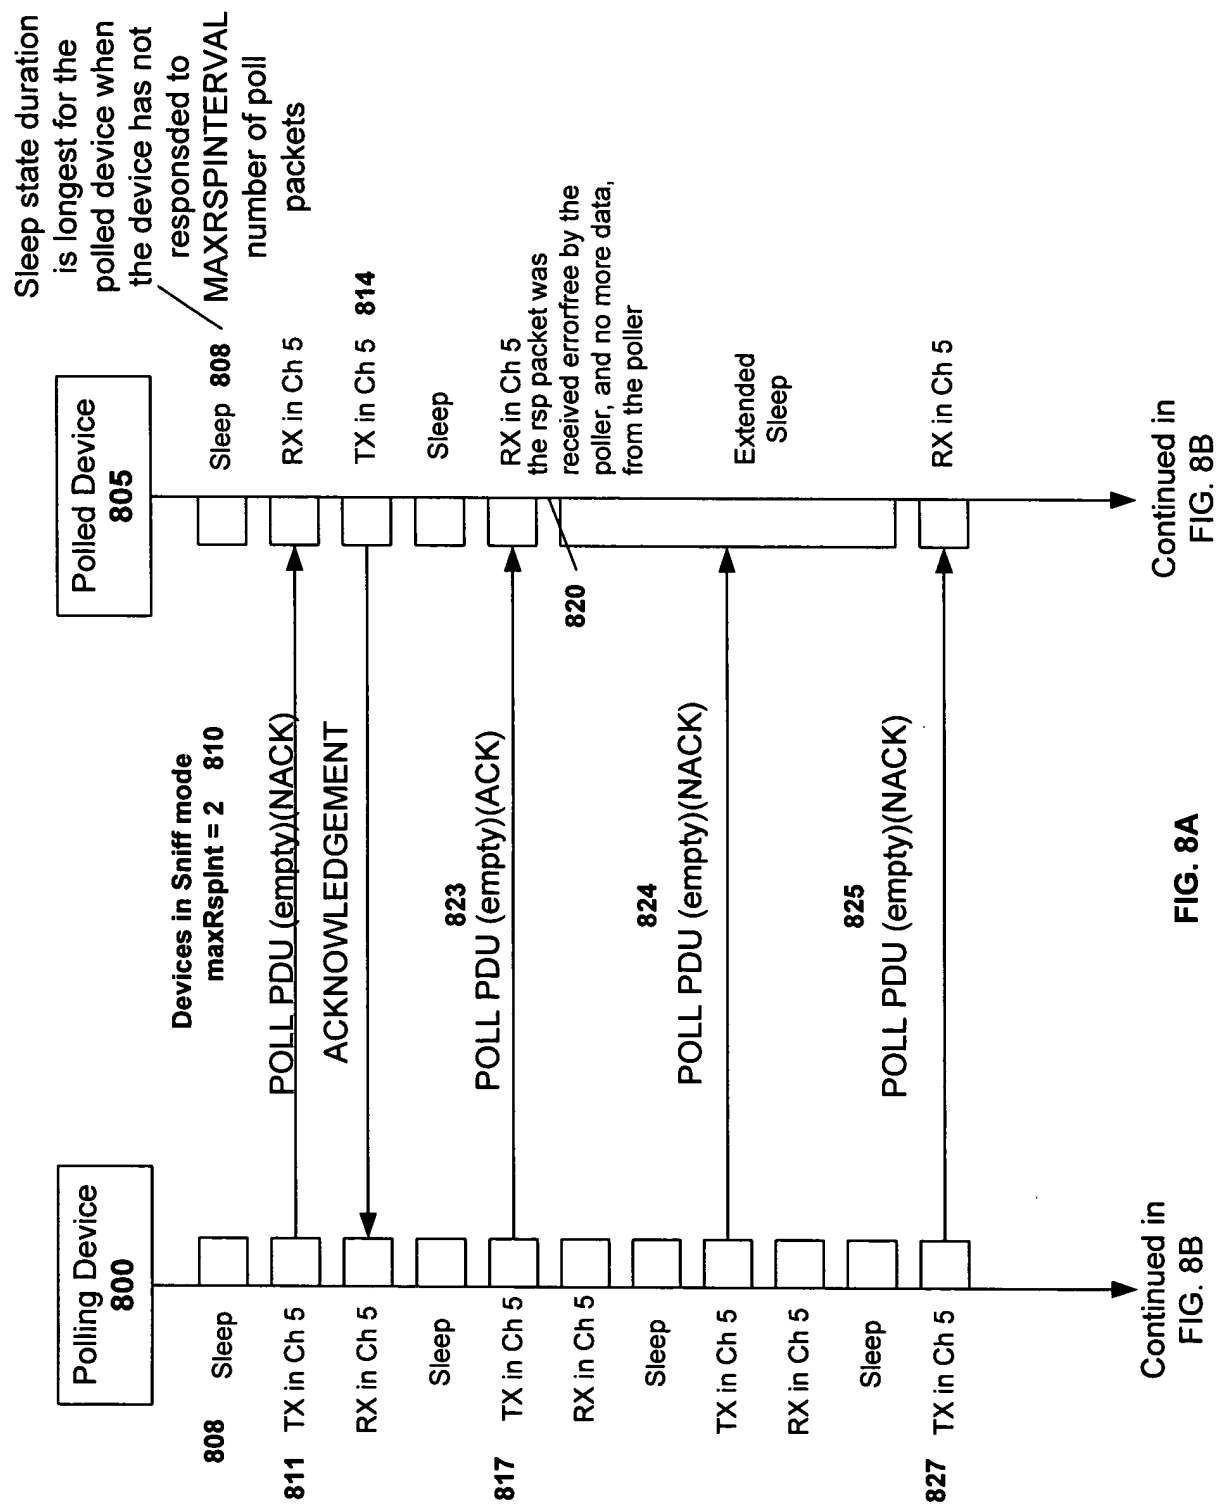 Polling Device
800
Polled Device
805
Sleep state duration
is longest for the
polled device when
the device has not
responsded to
MAXRSPINTERVAL
number of poll
packets
Devices in Sniff mode
maxRspInt = 2 810
808
Sleep
Sleep 808
811
TX in Ch 5
POLL PDU (empty)(NACK)
RX in Ch 5
RX in Ch 5
ACKNOWLEDGEMENT
TX in Ch 5 814
Sleep
Sleep
817
TX in Ch 5
823
POLL PDU (empty)(ACK)
RX in Ch 5
the rsp packet was
received errorfree by the
poller, and no more data,
from the poller
820
RX in Ch 5
Sleep
824
TX in Ch 5
POLL PDU (empty)(NACK)
Extended
Sleep
RX in Ch 5
Sleep
825
827
TX in Ch 5
POLL PDU (empty)(NACK)
RX in Ch 5
Continued in
FIG. 8B
FIG. 8A
Continued in
FIG. 8B